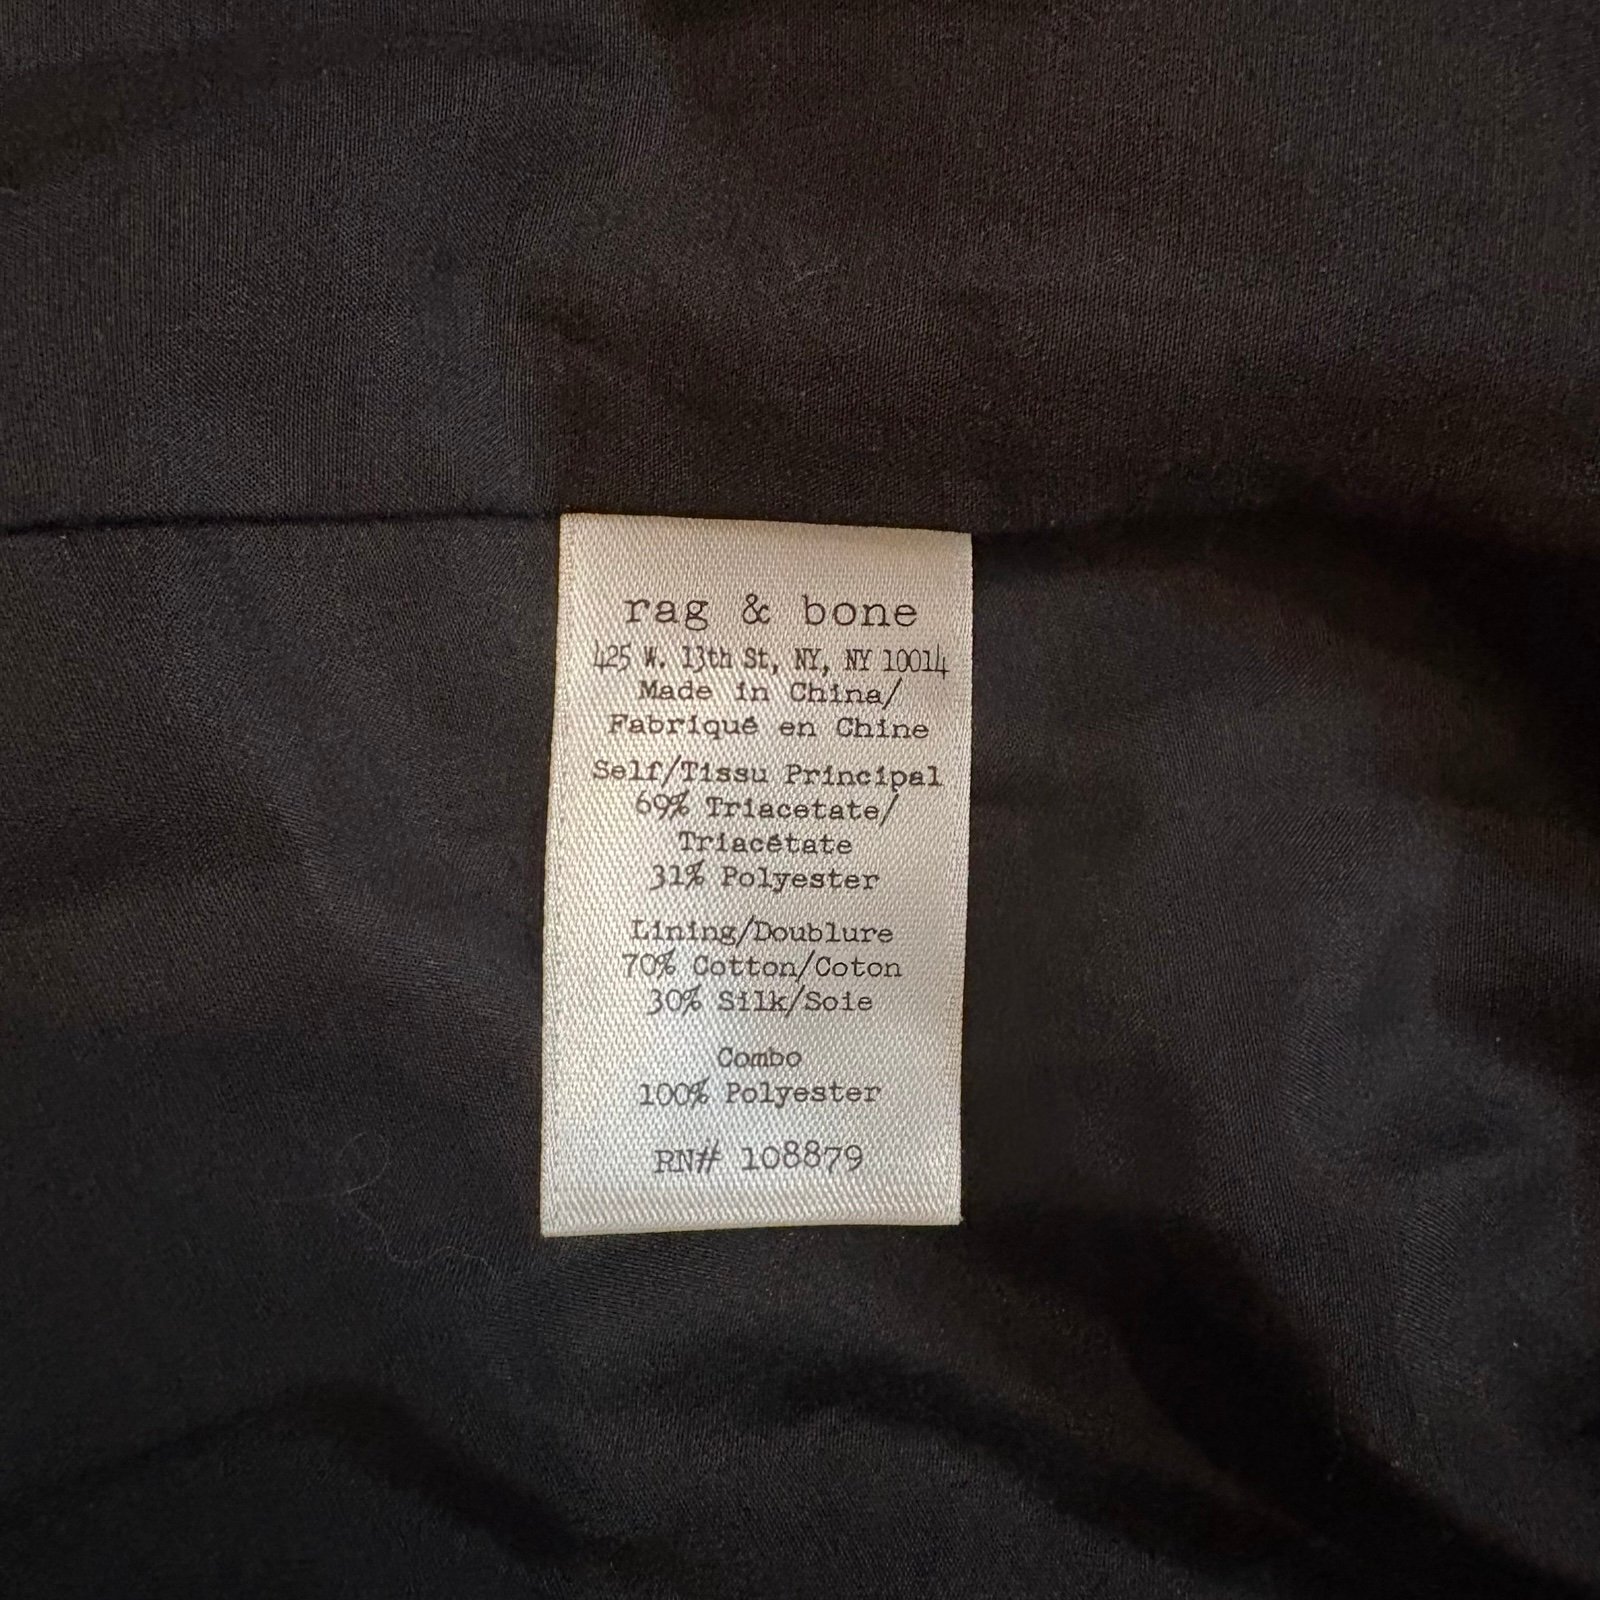 rag & bone
425 W. 13th St, NY, NY 10014
Made in China/
Fabriqué en Chine
Self/Tissu Principal
69% Triacetate/
Triacétate
31% Polyester
Lining/Doublure
70% Cotton/Coton
30% Silk/Soie
Combo
100% Polyester
RN# 108879